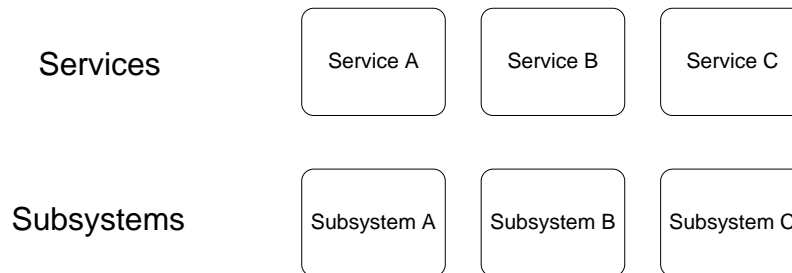 Services
Service A
Service B
Service C
Subsystems
Subsystem A
Subsystem B
Subsystem C